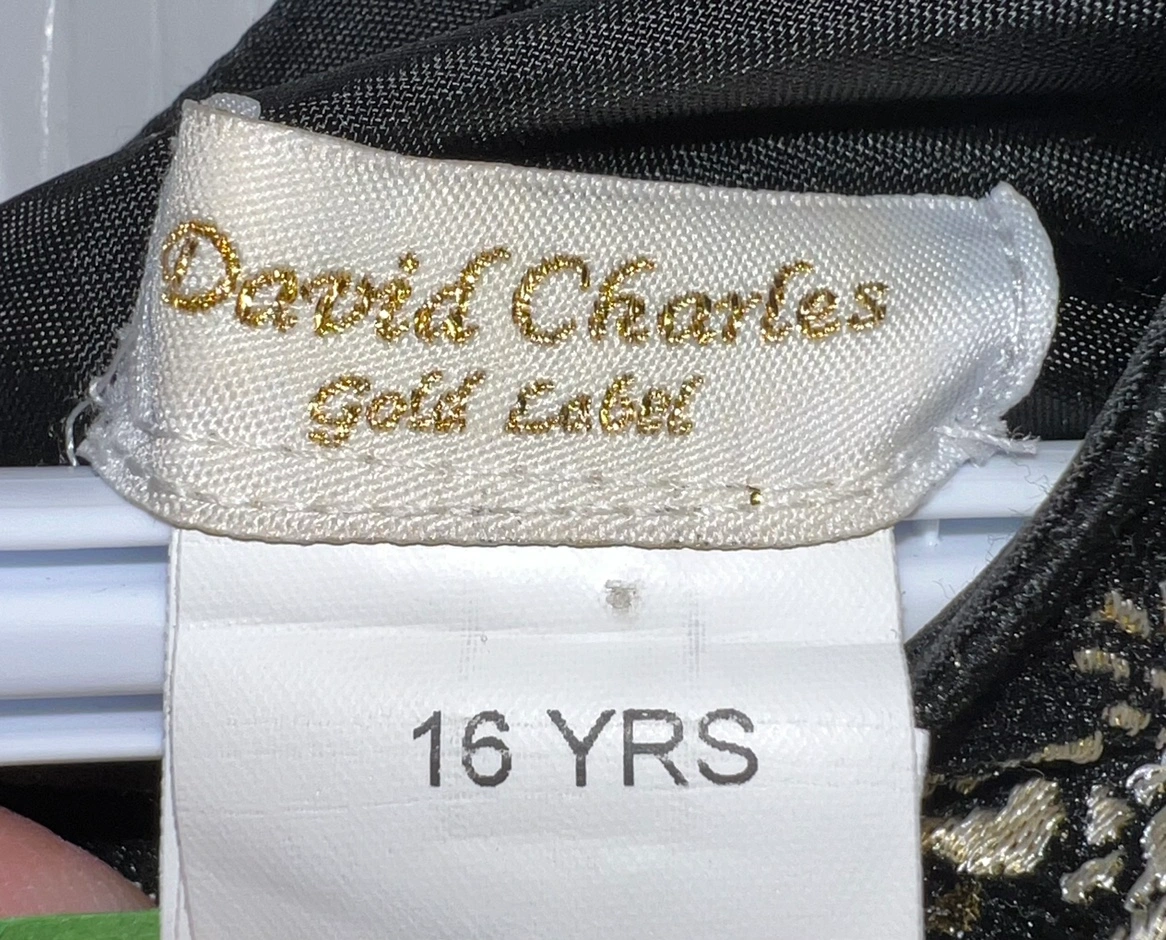 David Charles
Gold Label
16 YRS